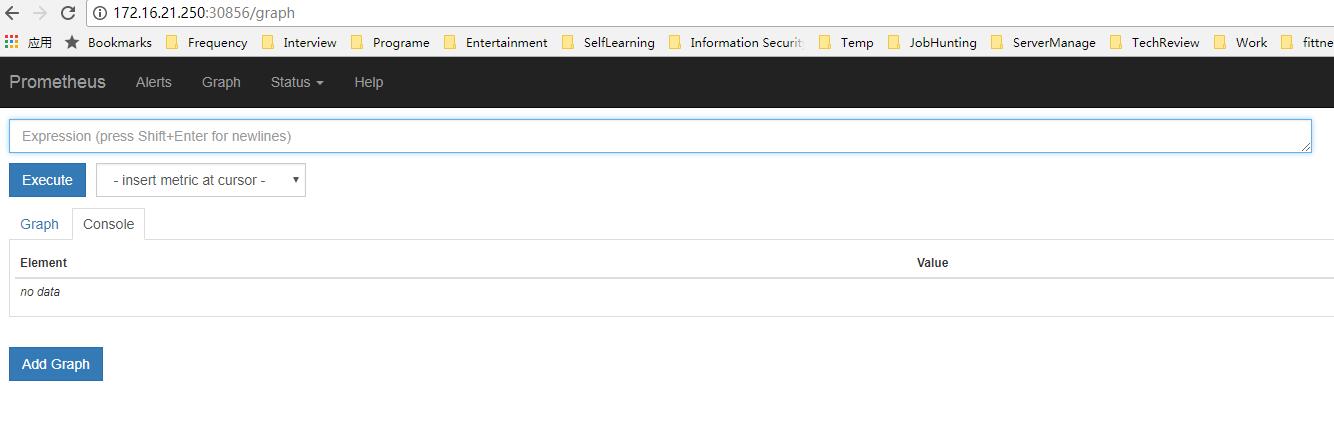 172.16.21.250:30856/graph
应用 Bookmarks Frequency Interview Programe Entertainment SelfLearning Information Securit Temp JobHunting ServerManage TechReview Work fittne
Prometheus Alerts Graph Status Help
Expression (press Shift+Enter for newlines)
Execute - insert metric at cursor -
Graph Console
Element Value
no data
Add Graph